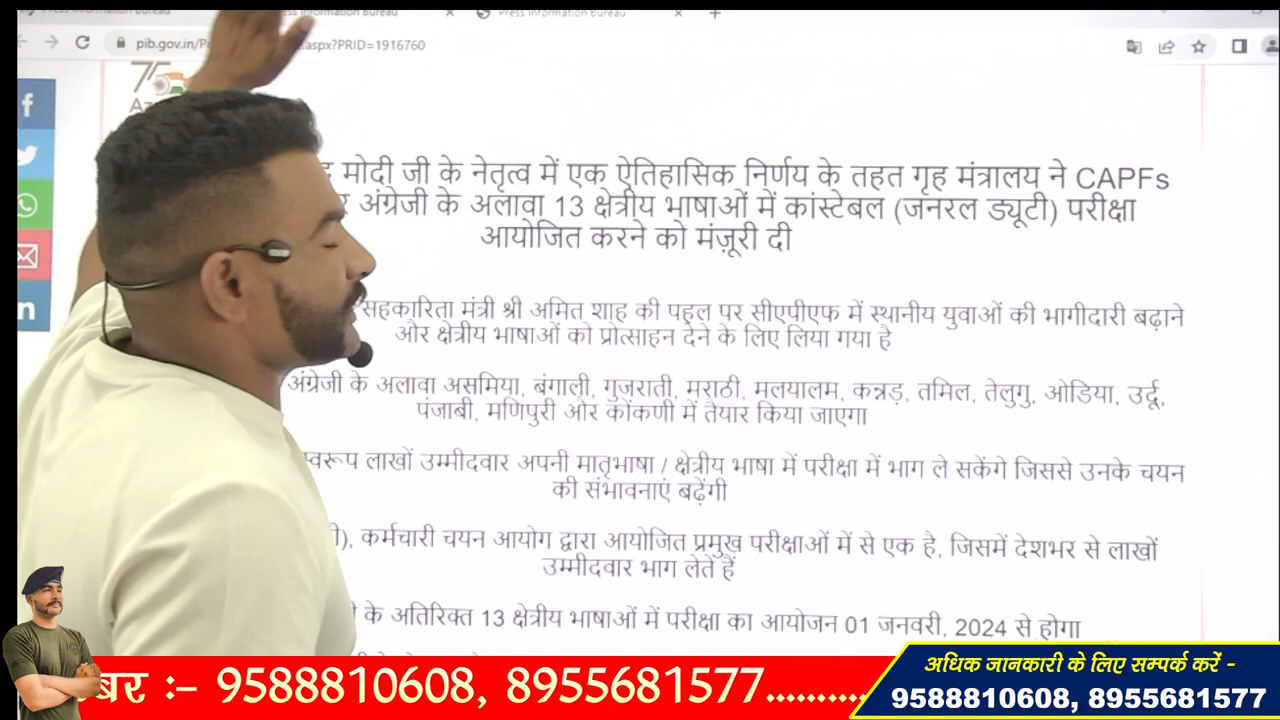 Press Information Bureau
Press Information Bureau
pib.gov.in/Pr
.aspx?PRID=1916760
75
मोदी जी के नेतृत्व में एक ऐतिहासिक निर्णय के तहत गृह मंत्रालय ने CAPFs
अंग्रेजी के अलावा 13 क्षेत्रीय भाषाओं में कांस्टेबल (जनरल ड्यूटी) परीक्षा
आयोजित करने को मंज़ूरी दी
सहकारिता मंत्री श्री अमित शाह की पहल पर सीएपीएफ में स्थानीय युवाओं की भागीदारी बढ़ाने
और क्षेत्रीय भाषाओं को प्रोत्साहन देने के लिए लिया गया है
अंग्रेजी के अलावा असमिया, बंगाली, गुजराती, मराठी, मलयालम, कन्नड़, तमिल, तेलुगु, ओडिया, उर्दू,
पंजाबी, मणिपुरी और कोंकणी में तैयार किया जाएगा
स्वरूप लाखों उम्मीदवार अपनी मातृभाषा / क्षेत्रीय भाषा में परीक्षा में भाग ले सकेंगे जिससे उनके चयन
की संभावनाएं बढ़ेंगी
ी), कर्मचारी चयन आयोग द्वारा आयोजित प्रमुख परीक्षाओं में से एक है, जिसमें देशभर से लाखों
उम्मीदवार भाग लेते हैं
के अतिरिक्त 13 क्षेत्रीय भाषाओं में परीक्षा का आयोजन 01 जनवरी, 2024 से होगा
बर :- 9588810608, 8955681577.........
अधिक जानकारी के लिए सम्पर्क करें -
9588810608, 8955681577